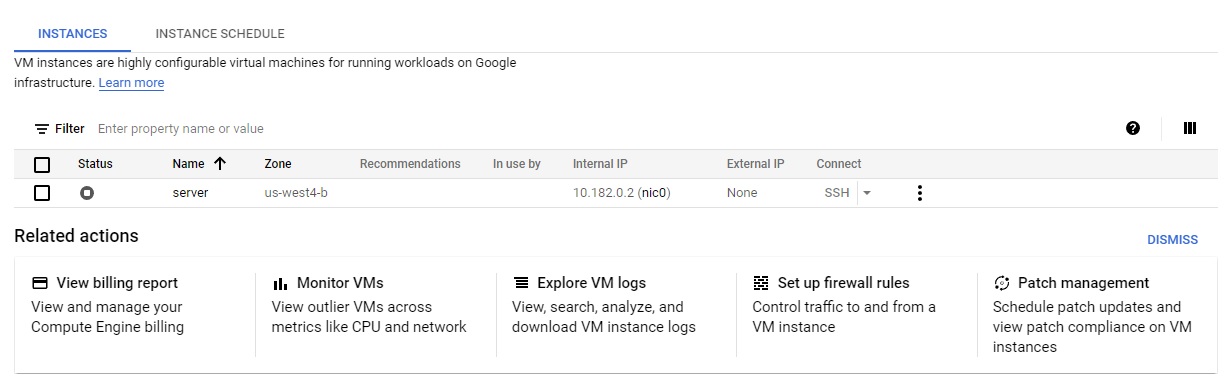 INSTANCES INSTANCE SCHEDULE
VM instances are highly configurable virtual machines for running workloads on Google
infrastructure. Learn more
Filter Enter property name or value
Status Name Zone Recommendations In use by Internal IP External IP Connect
server us-west4-b 10.182.0.2 (nic0) None SSH
Related actions
DISMISS
View billing report
View and manage your
Compute Engine billing
Monitor VMs
View outlier VMs across
metrics like CPU and network
Explore VM logs
View, search, analyze, and
download VM instance logs
Set up firewall rules
Control traffic to and from a
VM instance
Patch management
Schedule patch updates and
view patch compliance on VM
instances